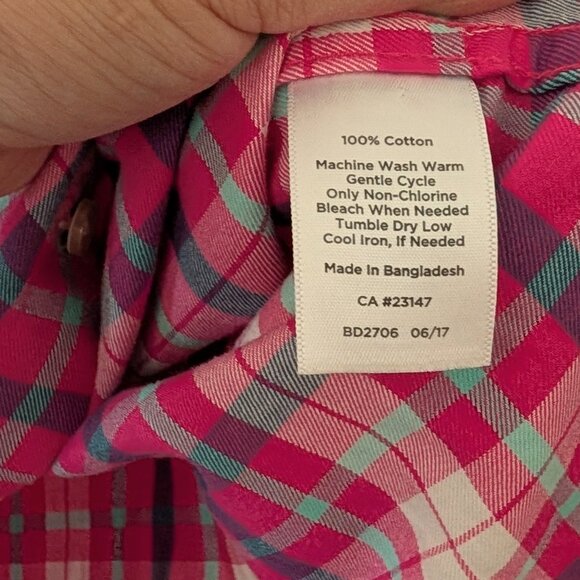 100% Cotton
Machine Wash Warm
Gentle Cycle
Only Non-Chlorine
Bleach When Needed
Tumble Dry Low
Cool Iron, If Needed
Made In Bangladesh
CA #23147
BD2706 06/17